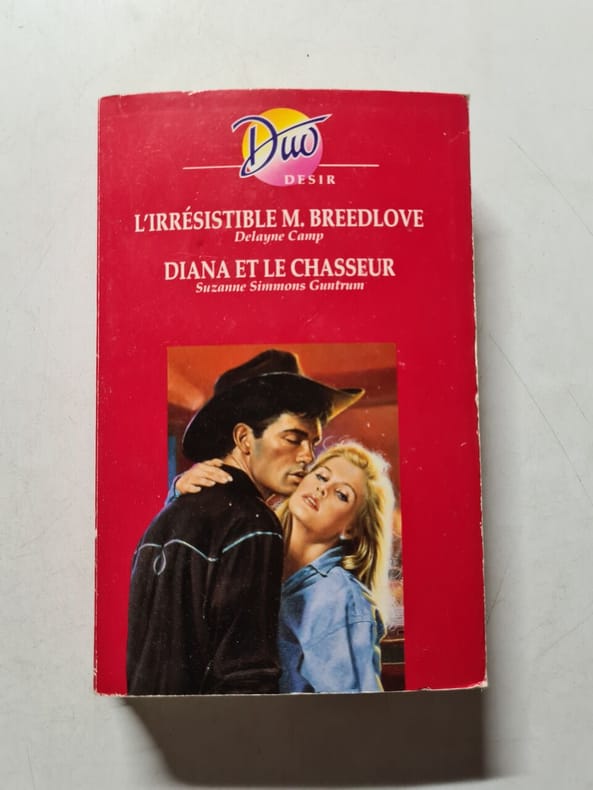 Duo
DESIR
L'IRRÉSISTIBLE M. BREEDLOVE
Delayne Camp
DIANA ET LE CHASSEUR
Suzanne Simmons Guntrum